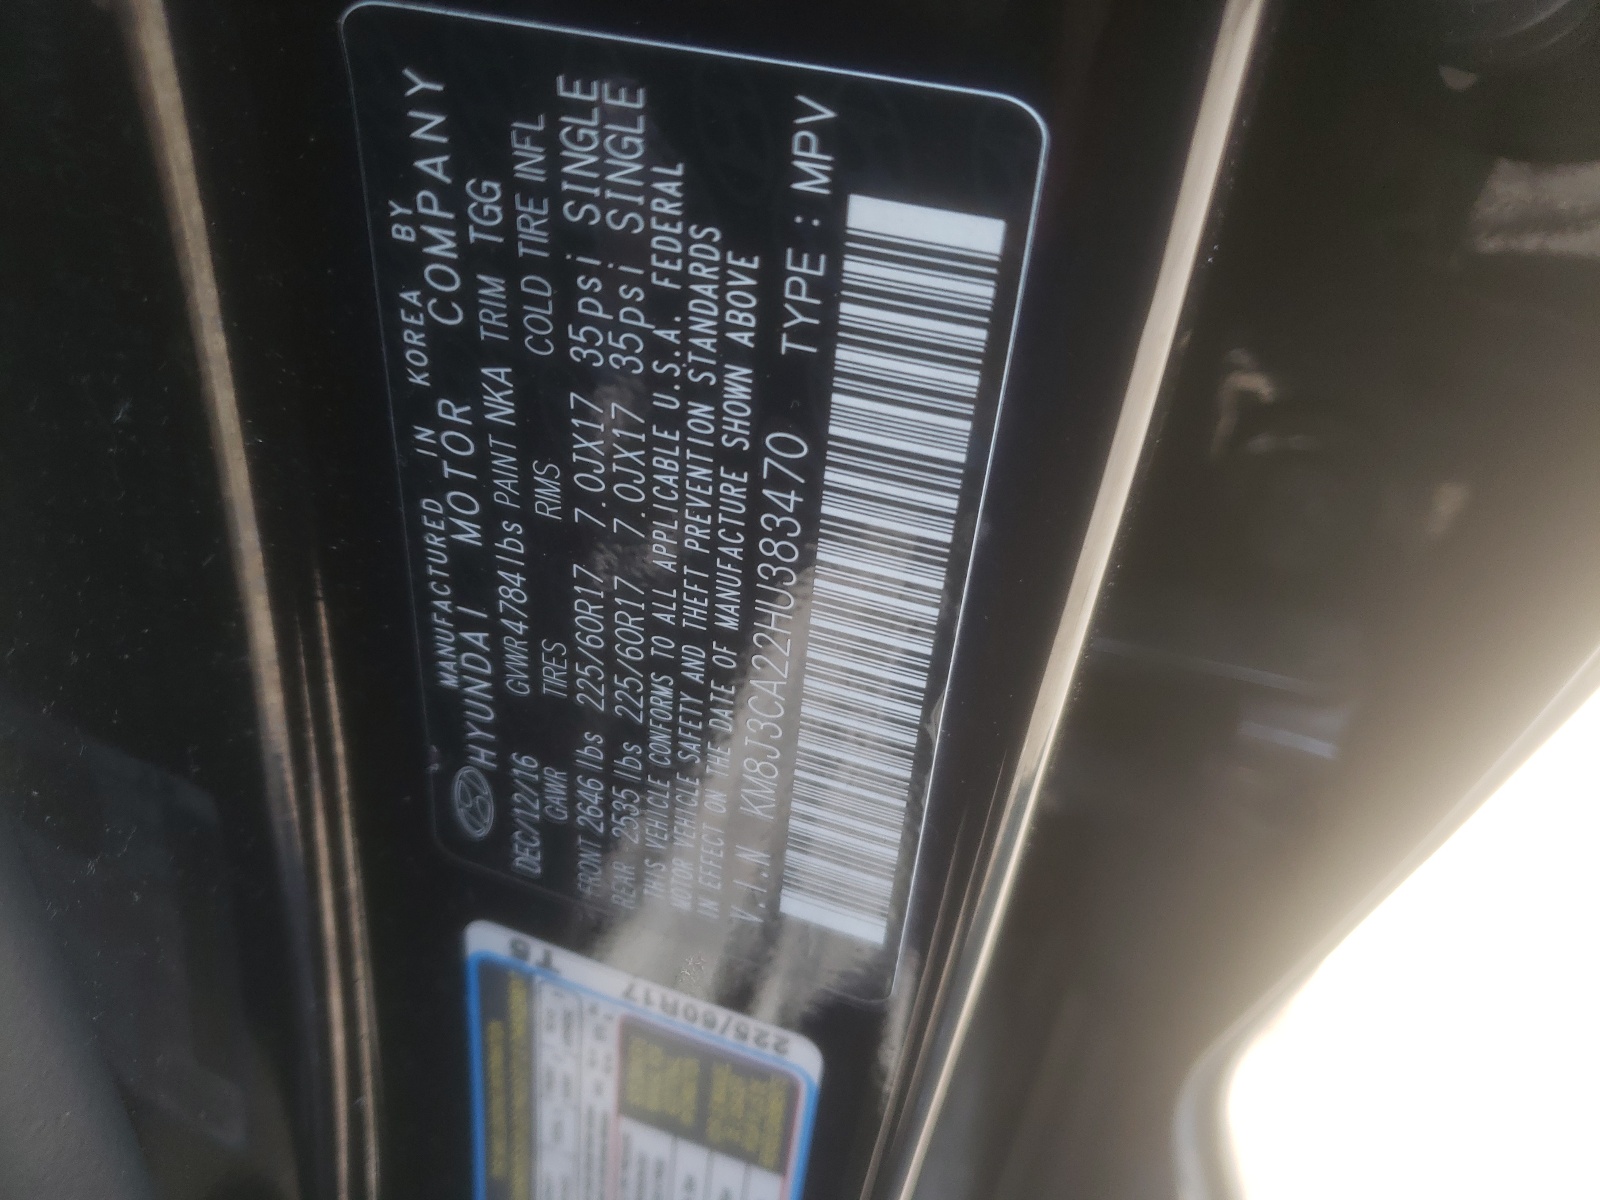 MANUFACTURED IN KOREA BY
HYUNDAI MOTOR COMPANY
DEC/12/16 GVWR4784lbs PAINT NKA TRIM TGG
GAWR TIRES RIMS COLD TIRE INFL
FRONT 2646 lbs 225/60R17 7.0JX17 35psi SINGLE
REAR 2535 lbs 225/60R17 7.0JX17 35psi SINGLE
THIS VEHICLE CONFORMS TO ALL APPLICABLE U.S.A. FEDERAL
MOTOR VEHICLE SAFETY AND THEFT PREVENTION STANDARDS
IN EFFECT ON THE DATE OF MANUFACTURE SHOWN ABOVE
V.I.N KM8J3CA22HU383470 TYPE : MPV
225/60R17